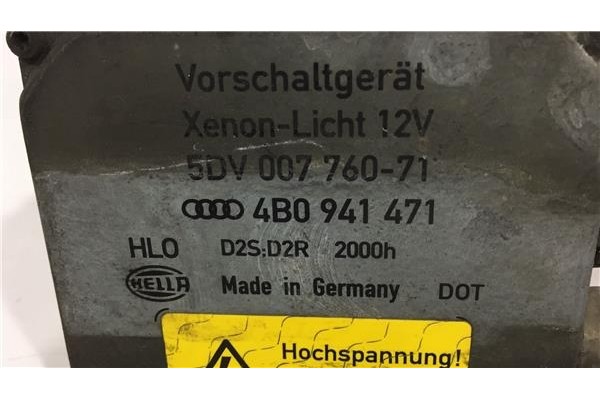 Vorschaltgerät
Xenon-Licht 12V
5DV 007 760-71
4B0 941 471
HLO D2S:D2R 2000h
HELLA Made in Germany DOT
Hochspannung!